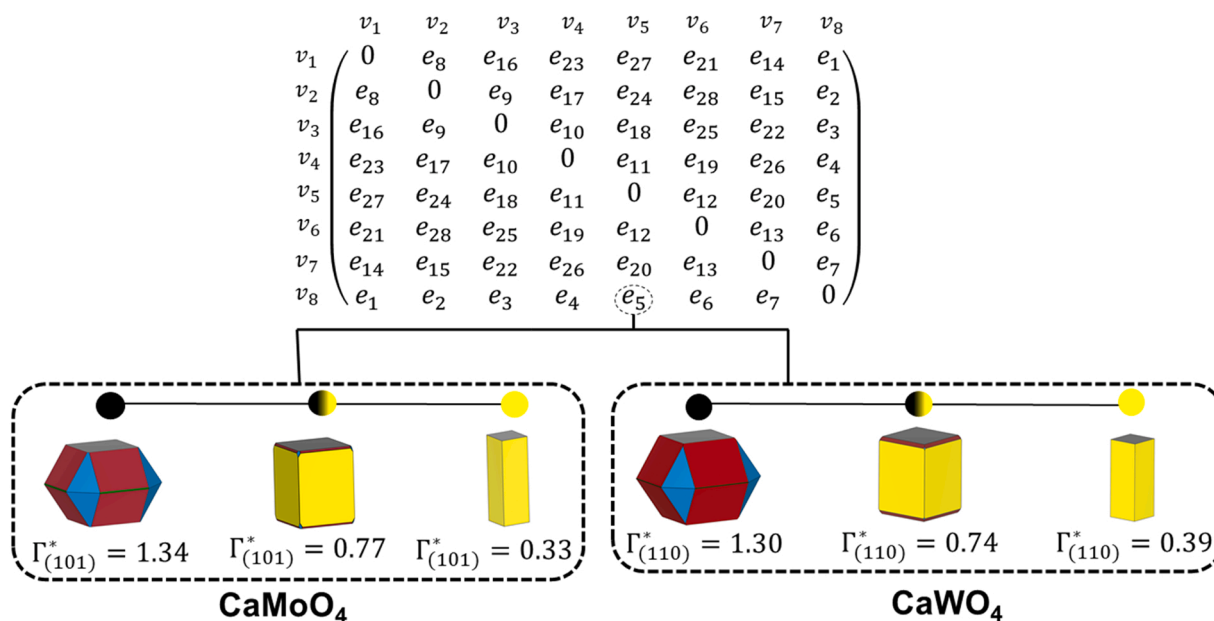 v₁ v₂ v₃ v₄ v₅ v₆ v₇ v₈
v₁ 0 e₈ e₁₆ e₂₃ e₂₇ e₂₁ e₁₄ e₁
v₂ e₈ 0 e₉ e₁₇ e₂₄ e₂₈ e₁₅ e₂
v₃ e₁₆ e₉ 0 e₁₀ e₁₈ e₂₅ e₂₂ e₃
v₄ e₂₃ e₁₇ e₁₀ 0 e₁₁ e₁₉ e₂₆ e₄
v₅ e₂₇ e₂₄ e₁₈ e₁₁ 0 e₁₂ e₂₀ e₅
v₆ e₂₁ e₂₈ e₂₅ e₁₉ e₁₂ 0 e₁₃ e₆
v₇ e₁₄ e₁₅ e₂₂ e₂₆ e₂₀ e₁₃ 0 e₇
v₈ e₁ e₂ e₃ e₄ e₅ e₆ e₇ 0
Γ*₍₁₀₁₎ = 1.34 Γ*₍₁₀₁₎ = 0.77 Γ*₍₁₀₁₎ = 0.33
Γ*₍₁₁₀₎ = 1.30 Γ*₍₁₁₀₎ = 0.74 Γ*₍₁₁₀₎ = 0.39
CaMoO₄
CaWO₄